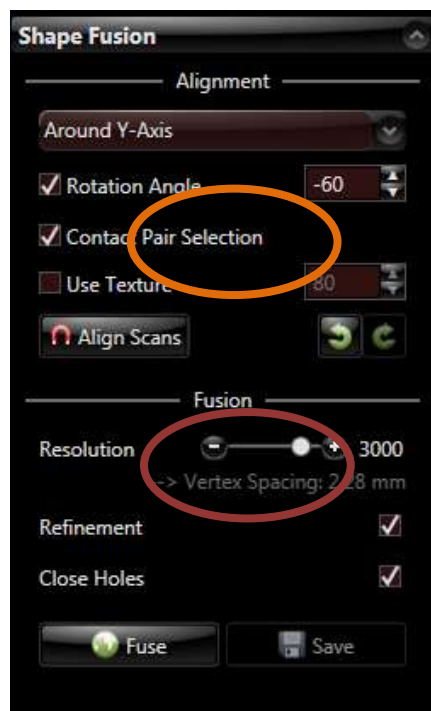 Shape Fusion
Alignment
Around Y-Axis
Rotation Angle -60
Contact Pair Selection
Use Texture 80
Align Scans
Fusion
Resolution 3000
-> Vertex Spacing: 2.28 mm
Refinement
Close Holes
Fuse Save